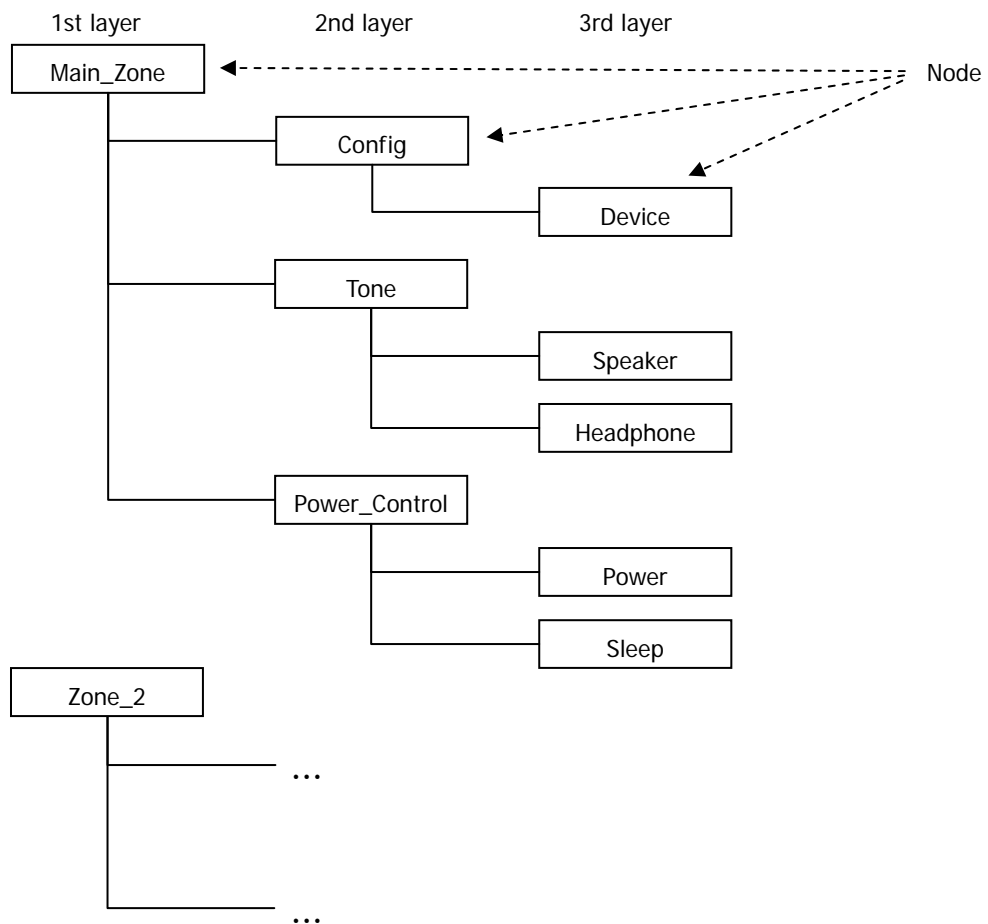 1st layer 2nd layer 3rd layer
Main_Zone Node
Config
Device
Tone
Speaker
Headphone
Power_Control
Power
Sleep
Zone_2
...
...